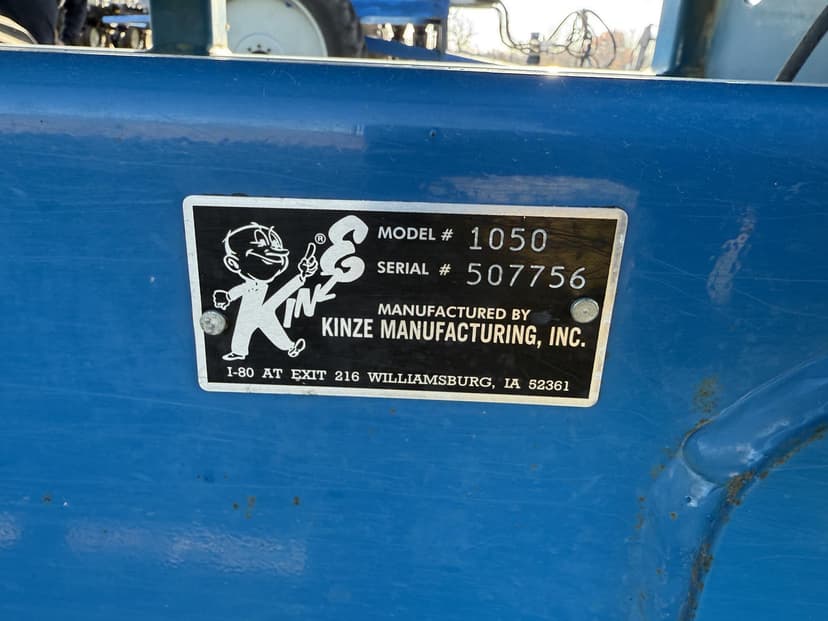 KINZE ®
MODEL # 1050
SERIAL # 507756
MANUFACTURED BY
KINZE MANUFACTURING, INC.
I-80 AT EXIT 216 WILLIAMSBURG, IA 52361